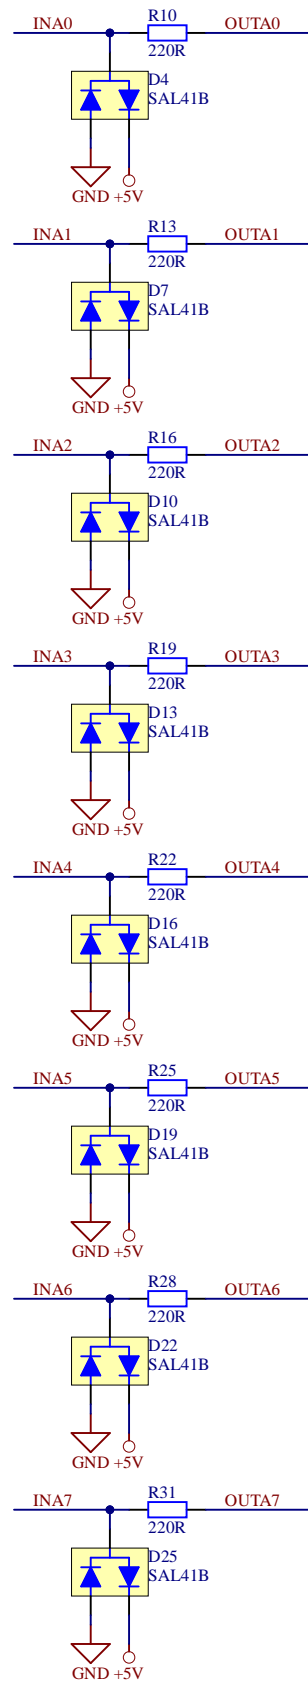 INA0 R10 OUTA0
220R
D4
SAL41B
GND +5V
INA1 R13 OUTA1
220R
D7
SAL41B
GND +5V
INA2 R16 OUTA2
220R
D10
SAL41B
GND +5V
INA3 R19 OUTA3
220R
D13
SAL41B
GND +5V
INA4 R22 OUTA4
220R
D16
SAL41B
GND +5V
INA5 R25 OUTA5
220R
D19
SAL41B
GND +5V
INA6 R28 OUTA6
220R
D22
SAL41B
GND +5V
INA7 R31 OUTA7
220R
D25
SAL41B
GND +5V